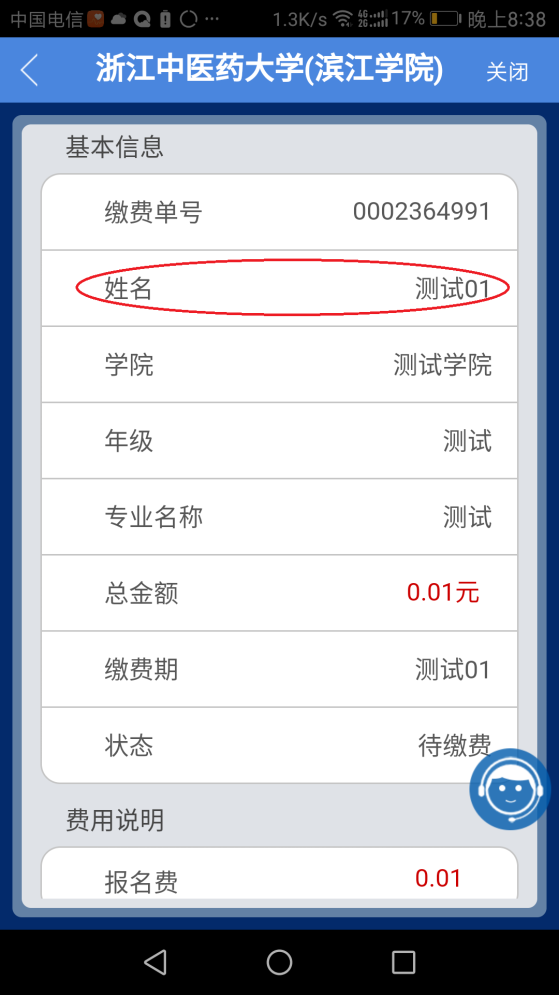 中国电信 1.3K/s 4G 2G 17% 晚上8:38
浙江中医药大学(滨江学院) 关闭
基本信息
缴费单号 0002364991
姓名 测试01
学院 测试学院
年级 测试
专业名称 测试
总金额 0.01元
缴费期 测试01
状态 待缴费
费用说明
报名费 0.01